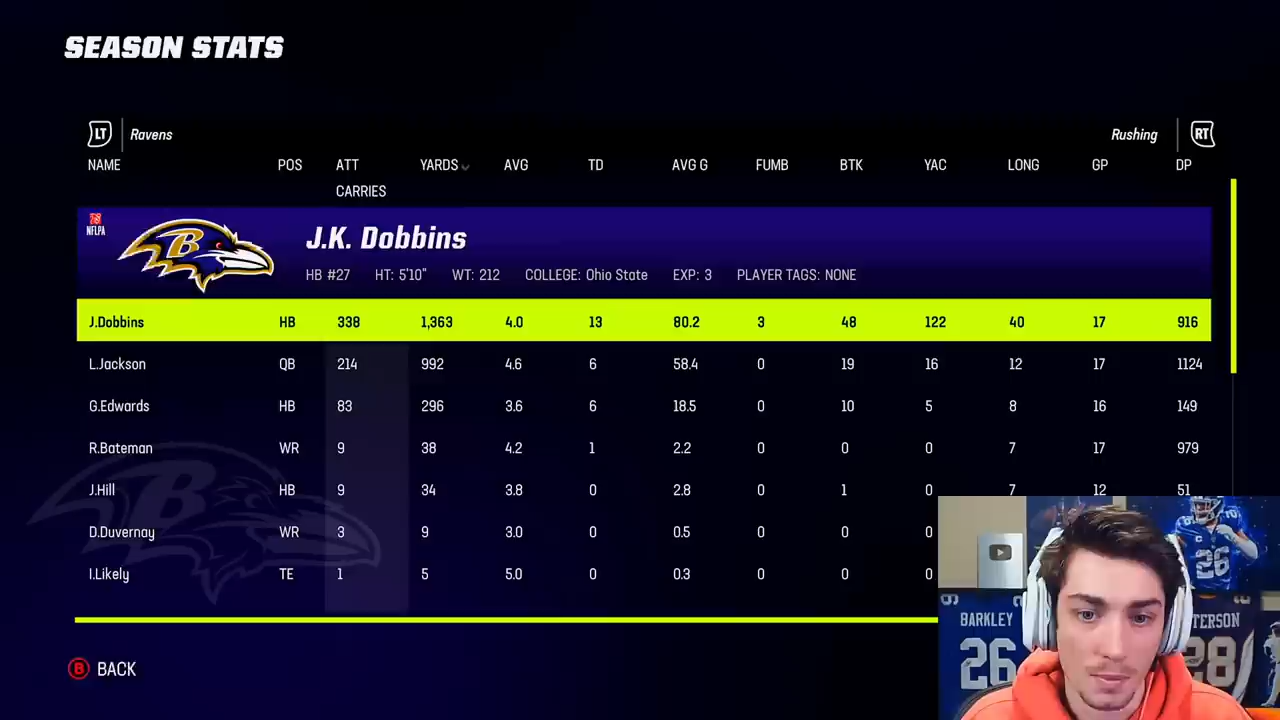 SEASON STATS
LT Ravens Rushing RT
NAME POS ATT YARDS AVG TD AVG G FUMB BTK YAC LONG GP DP
CARRIES
NFLPA
B
J.K. Dobbins
HB #27 HT: 5'10" WT: 212 COLLEGE: Ohio State EXP: 3 PLAYER TAGS: NONE
J.Dobbins HB 338 1,363 4.0 13 80.2 3 48 122 40 17 916
L.Jackson QB 214 992 4.6 6 58.4 0 19 16 12 17 1124
G.Edwards HB 83 296 3.6 6 18.5 0 10 5 8 16 149
R.Bateman WR 9 38 4.2 1 2.2 0 0 0 7 17 979
J.Hill HB 9 34 3.8 0 2.8 0 1 0 7 12 51
D.Duvernay WR 3 9 3.0 0 0.5 0 0 0
I.Likely TE 1 5 5.0 0 0.3 0 0 0
26
BARKLEY TERSON
26 28
B BACK